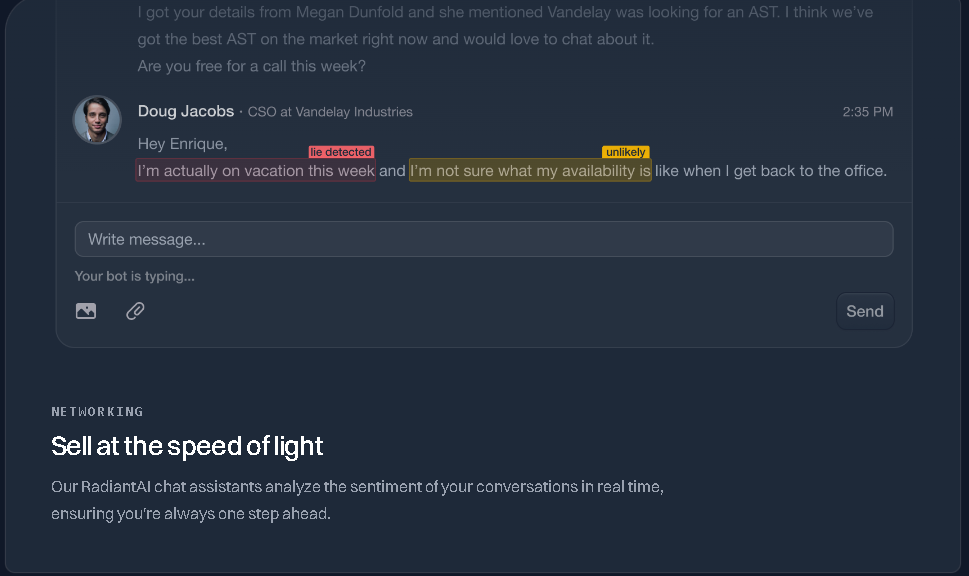 I got your details from Megan Dunfold and she mentioned Vandelay was looking for an AST. I think we’ve
got the best AST on the market right now and would love to chat about it.
Are you free for a call this week?
Doug Jacobs · CSO at Vandelay Industries 2:35 PM
Hey Enrique,
lie detected unlikely
I’m actually on vacation this week and I’m not sure what my availability is like when I get back to the office.
Write message...
Your bot is typing...
Send
NETWORKING
Sell at the speed of light
Our RadiantAI chat assistants analyze the sentiment of your conversations in real time,
ensuring you're always one step ahead.